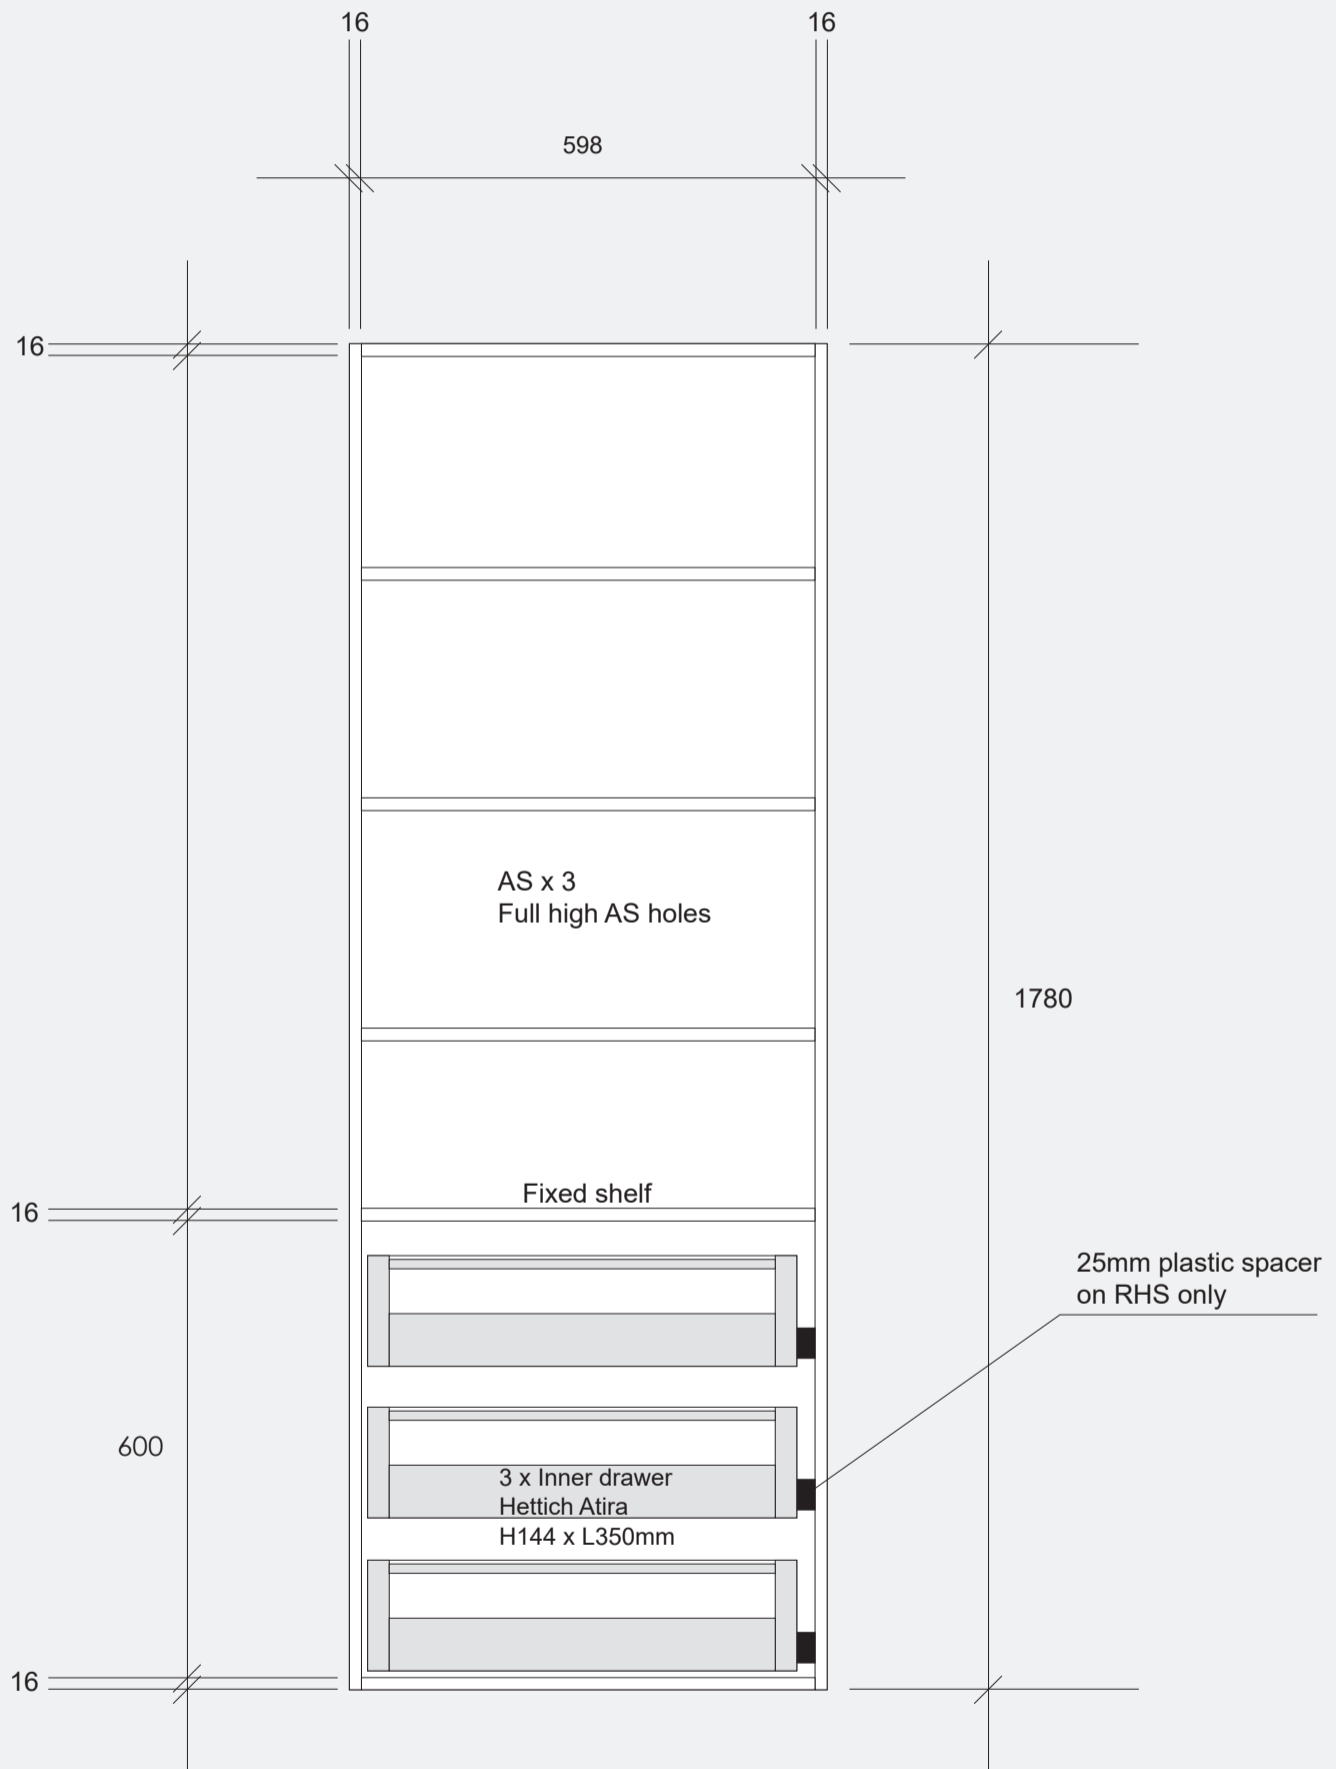 16
16
598
16
AS x 3
Full high AS holes
1780
Fixed shelf
16
25mm plastic spacer
on RHS only
600
3 x Inner drawer
Hettich Atira
H144 x L350mm
16